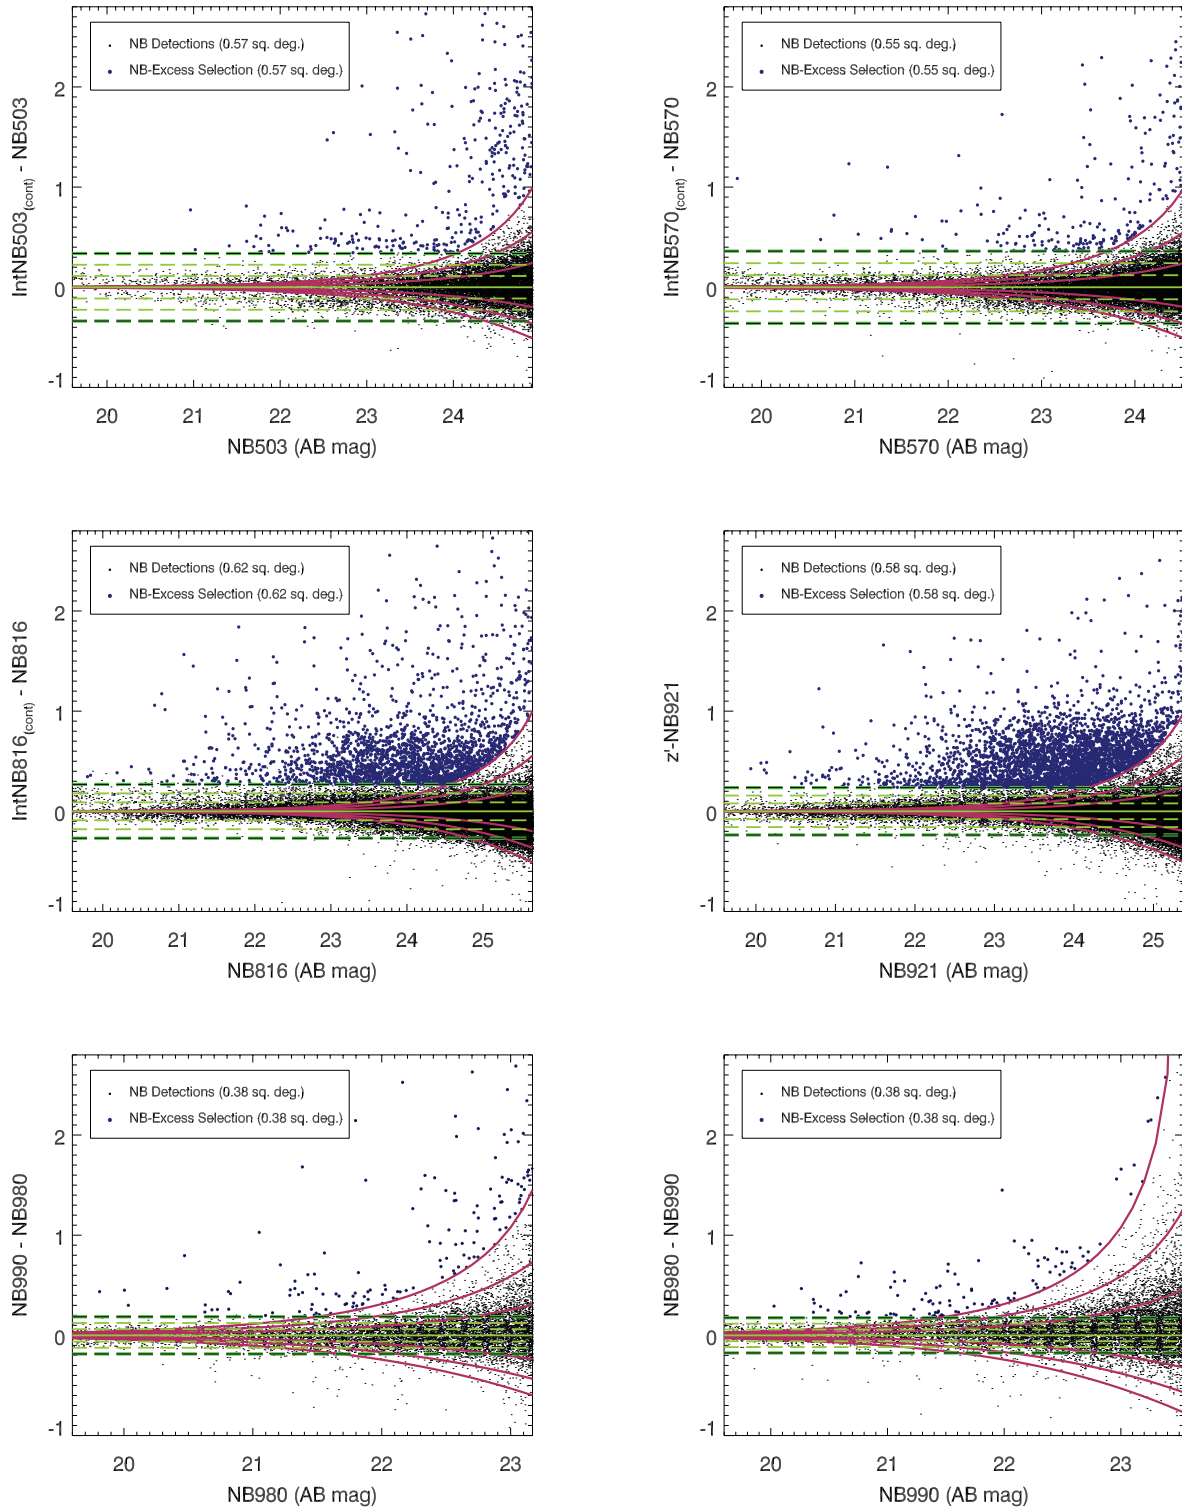 NB Detections (0.57 sq. deg.)
NB-Excess Selection (0.57 sq. deg.)
IntNB503(cont) - NB503
2
1
0
-1
20 21 22 23 24
NB503 (AB mag)
NB Detections (0.55 sq. deg.)
NB-Excess Selection (0.55 sq. deg.)
IntNB570(cont) - NB570
2
1
0
-1
20 21 22 23 24
NB570 (AB mag)
NB Detections (0.62 sq. deg.)
NB-Excess Selection (0.62 sq. deg.)
IntNB816(cont) - NB816
2
1
0
-1
20 21 22 23 24 25
NB816 (AB mag)
NB Detections (0.58 sq. deg.)
NB-Excess Selection (0.58 sq. deg.)
z'-NB921
2
1
0
-1
20 21 22 23 24 25
NB921 (AB mag)
NB Detections (0.38 sq. deg.)
NB-Excess Selection (0.38 sq. deg.)
NB990 - NB980
2
1
0
-1
20 21 22 23
NB980 (AB mag)
NB Detections (0.38 sq. deg.)
NB-Excess Selection (0.38 sq. deg.)
NB980 - NB990
2
1
0
-1
20 21 22 23
NB990 (AB mag)